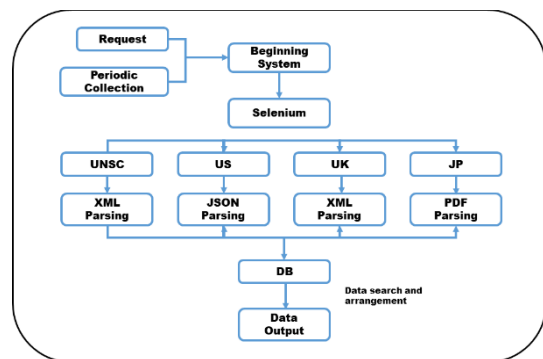 Request
Periodic
Collection
Beginning
System
Selenium
UNSC
US
UK
JP
XML
Parsing
JSON
Parsing
XML
Parsing
PDF
Parsing
DB
Data search and
arrangement
Data
Output